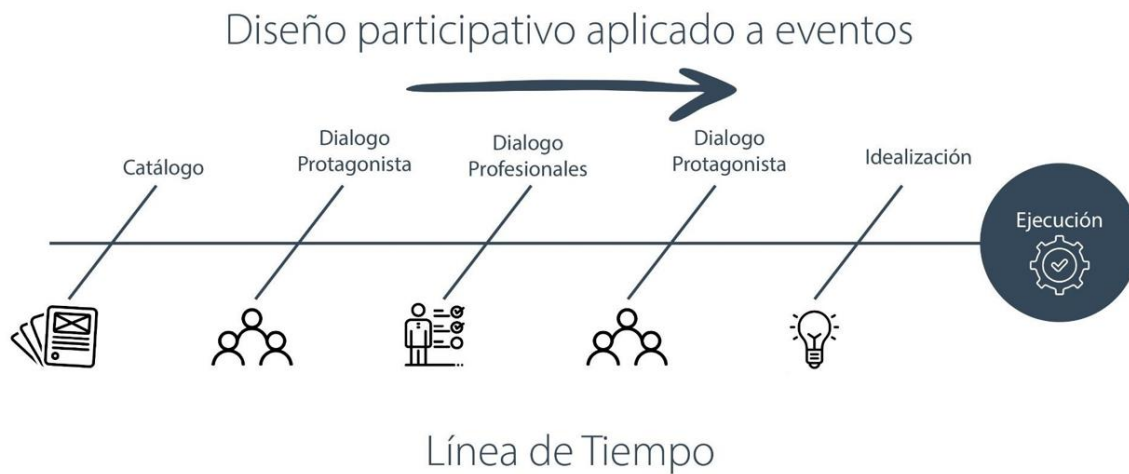 Diseño participativo aplicado a eventos
Catálogo
Dialogo
Protagonista
Dialogo
Profesionales
Dialogo
Protagonista
Idealización
Ejecución
Línea de Tiempo